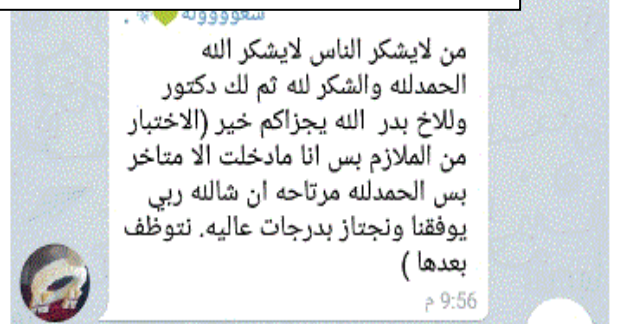 من لايشكر الناس لايشكر الله
الحمدلله والشكر لله ثم لك دكتور
وللاخ بدر الله يجزاكم خير (الاختبار
من الملازم بس انا مادخلت الا متاخر
بس الحمدلله مرتاحه ان شالله ربي
يوفقنا ونجتاز بدرجات عاليه. نتوظف
بعدها )
9:56 م